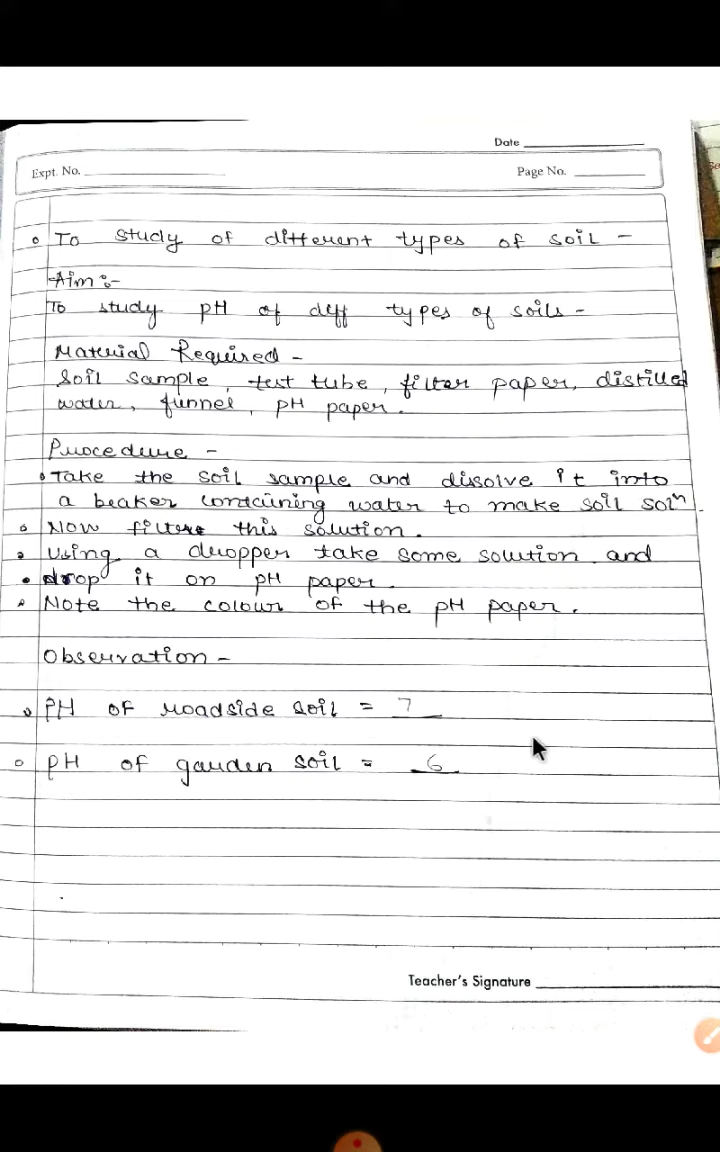 Date
Expt. No.
Page No.
To study of different types of soil -
Aim :-
To study pH of diff types of soils -
Material Required -
Soil sample, test tube, filter paper, distilled
water, funnel, pH paper.
Procedure -
Take the soil sample and dissolve it into
a beaker containing water to make soil solⁿ.
Now filter this solution.
Using a dropper take some solution and
drop it on pH paper.
Note the colour of the pH paper.
Observation -
PH of roadside soil = 7
pH of garden soil = 6
Teacher's Signature